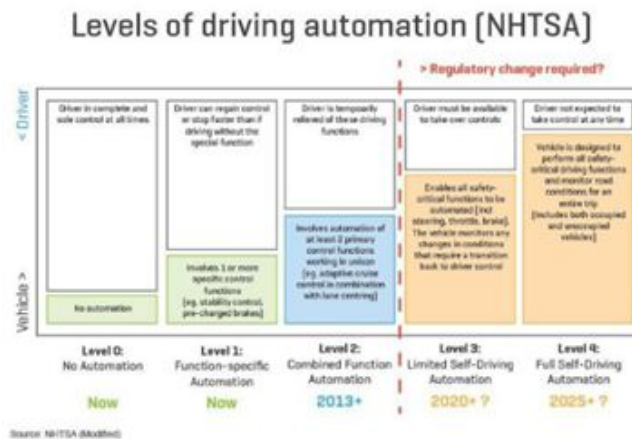 Levels of driving automation (NHTSA)
> Regulatory change required?
< Driver
Vehicle >
Driver in complete and
sole control at all times
No automation
Driver can regain control
or stop faster than if
driving without the
special function
Involves 1 or more
specific control
functions
[eg. stability control,
pre-charged brakes]
Driver is temporarily
relieved of these driving
functions
Involves automation of
at least 2 primary
control functions
working in unison
[eg. adaptive cruise
control in combination
with lane centring]
Driver must be available
to take over controls
Enables all safety-
critical functions to be
automated [incl
steering, throttle, brake].
The vehicle monitors any
changes in conditions
that require a transition
back to driver control
Driver not expected to
take control at any time
Vehicle is designed to
perform all safety-
critical driving functions
and monitor road
conditions for an
entire trip
[includes both occupied
and unoccupied
vehicles]
Level 0:
No Automation
Now
Level 1:
Function-specific
Automation
Now
Level 2:
Combined Function
Automation
2013+
Level 3:
Limited Self-Driving
Automation
2020+ ?
Level 4:
Full Self-Driving
Automation
2025+ ?
Source: NHTSA (Modified)